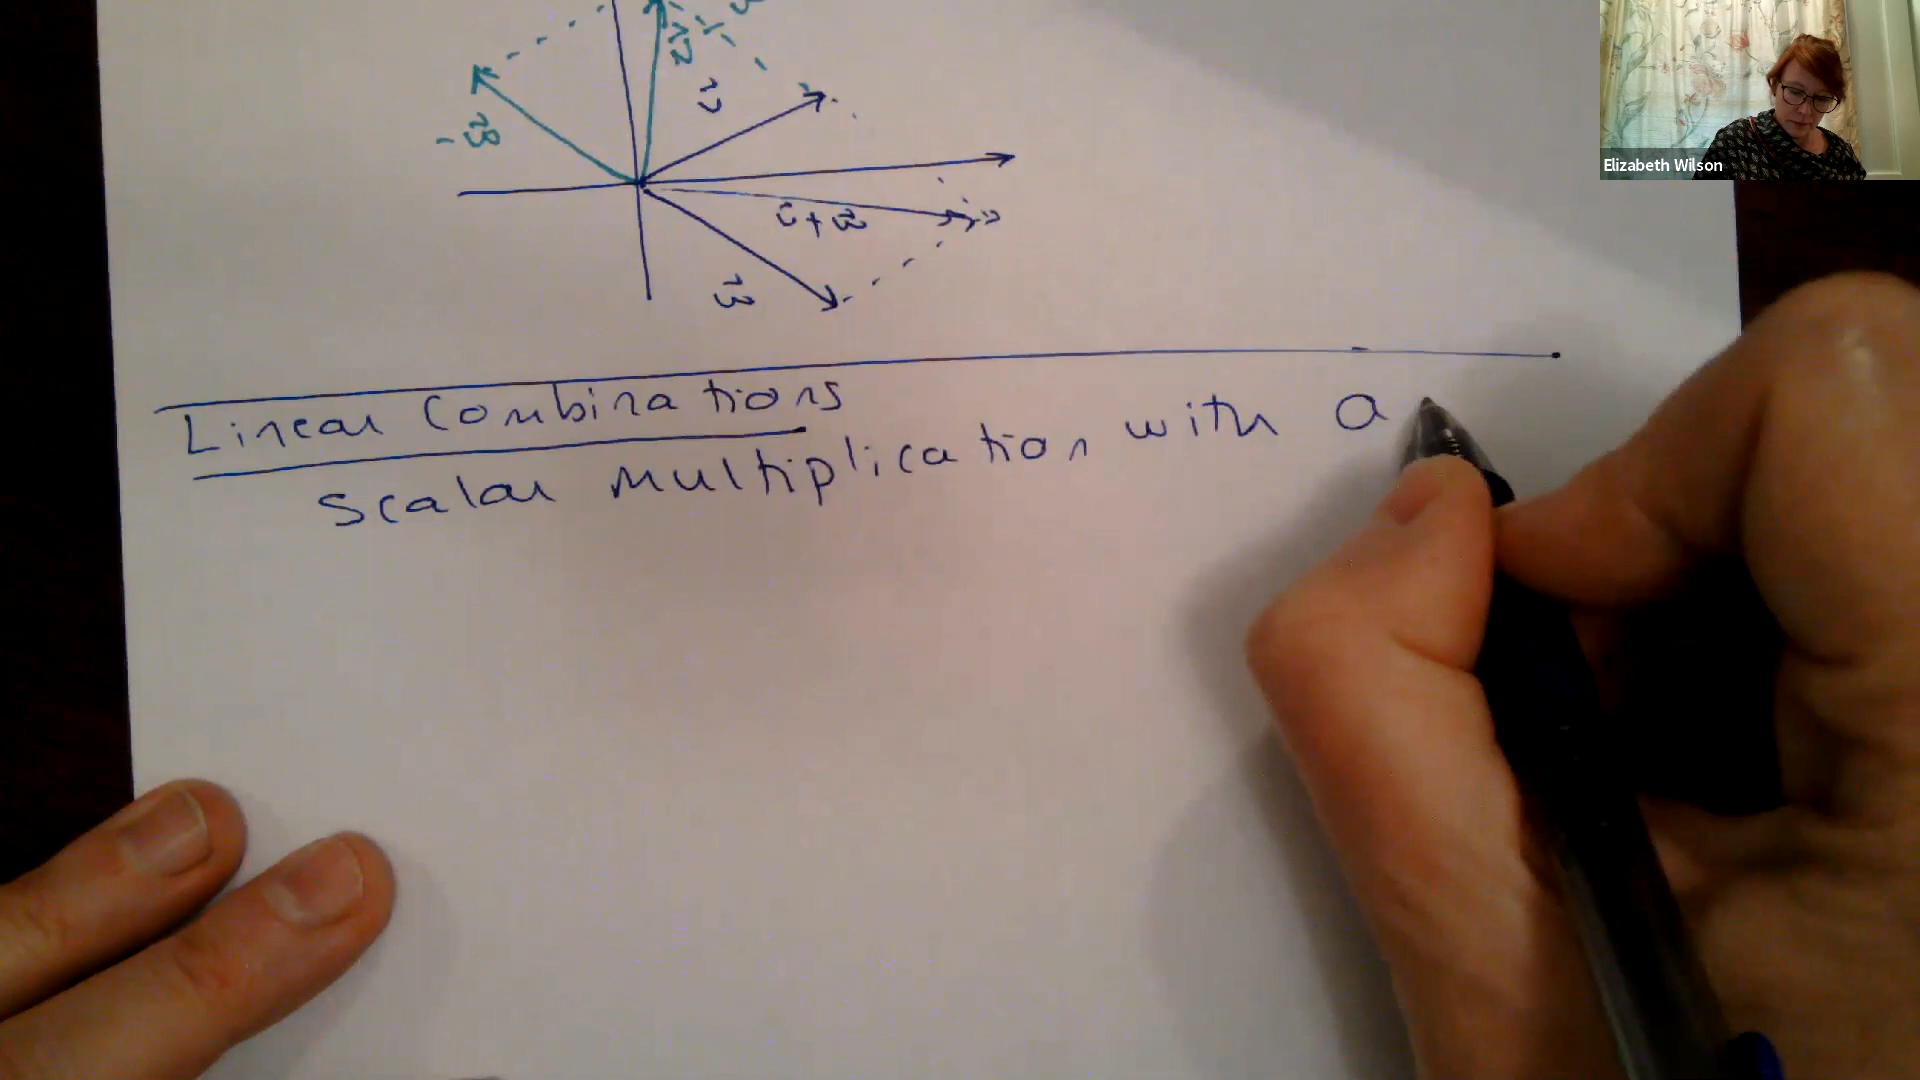 Elizabeth Wilson
v
-w
v+w
w
Linear Combinations
Scalar multiplication with a